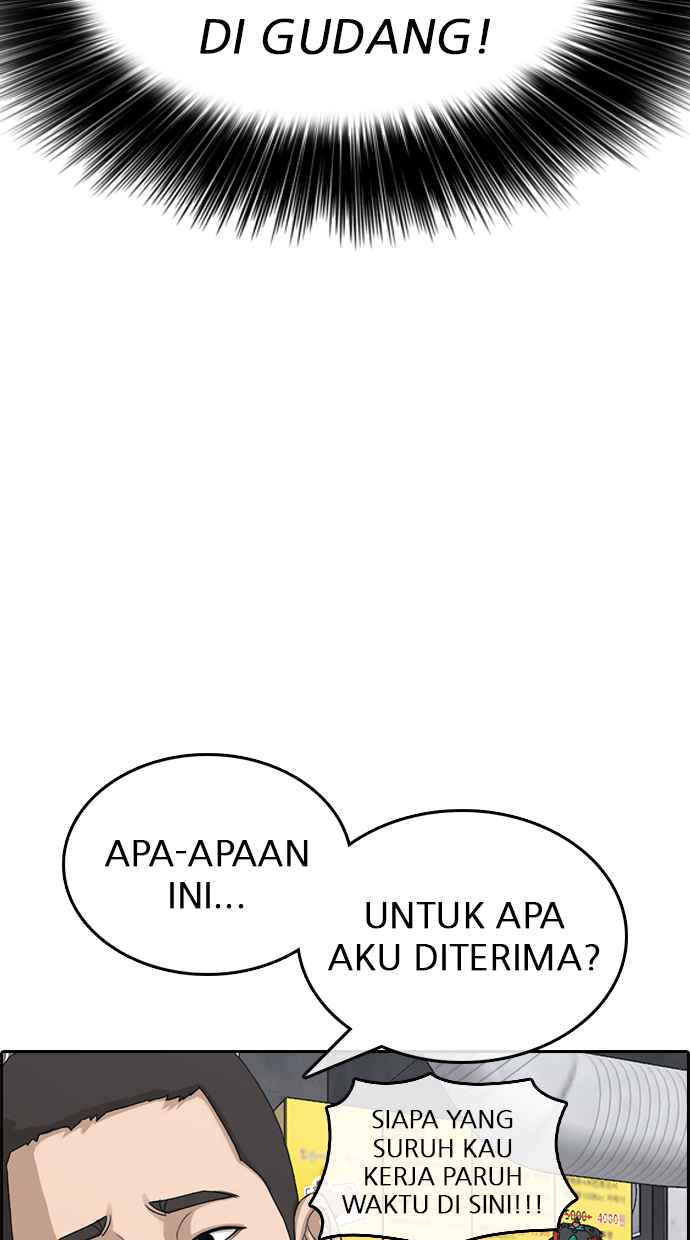 DI GUDANG!
APA-APAAN
INI...
UNTUK APA
AKU DITERIMA?
SIAPA YANG
SURUH KAU
KERJA PARUH
WAKTU DI SINI!!!
5000→ 4000원